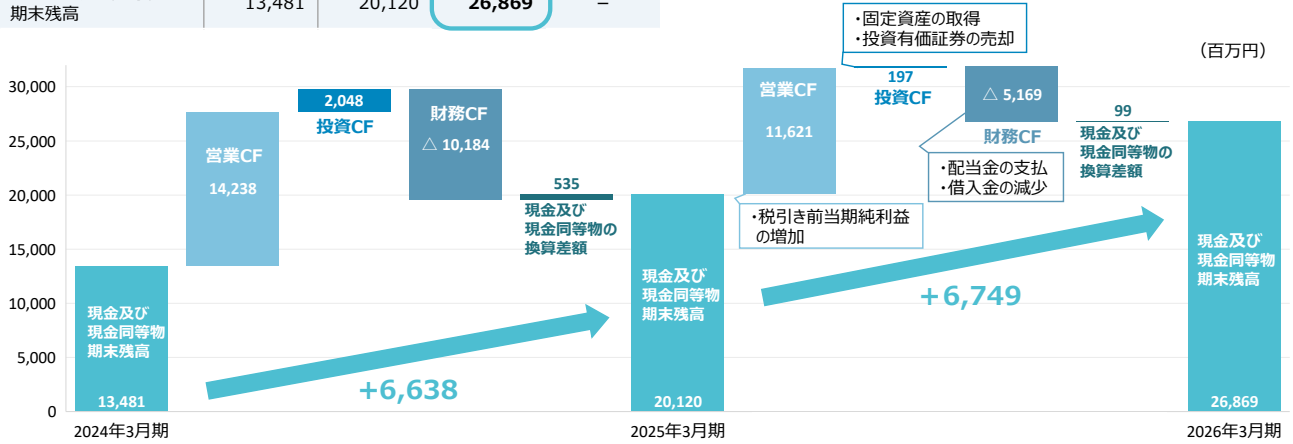 期末残高 13,481 20,120 26,869 –
・固定資産の取得
・投資有価証券の売却
（百万円）
30,000
25,000
20,000
15,000
10,000
5,000
0
現金及び
現金同等物
期末残高
13,481
2024年3月期
営業CF
14,238
2,048
投資CF
財務CF
△ 10,184
535
現金及び
現金同等物の
換算差額
+6,638
現金及び
現金同等物
期末残高
20,120
2025年3月期
営業CF
11,621
・税引き前当期純利益
の増加
197
投資CF
△ 5,169
財務CF
・配当金の支払
・借入金の減少
99
現金及び
現金同等物の
換算差額
+6,749
現金及び
現金同等物
期末残高
26,869
2026年3月期